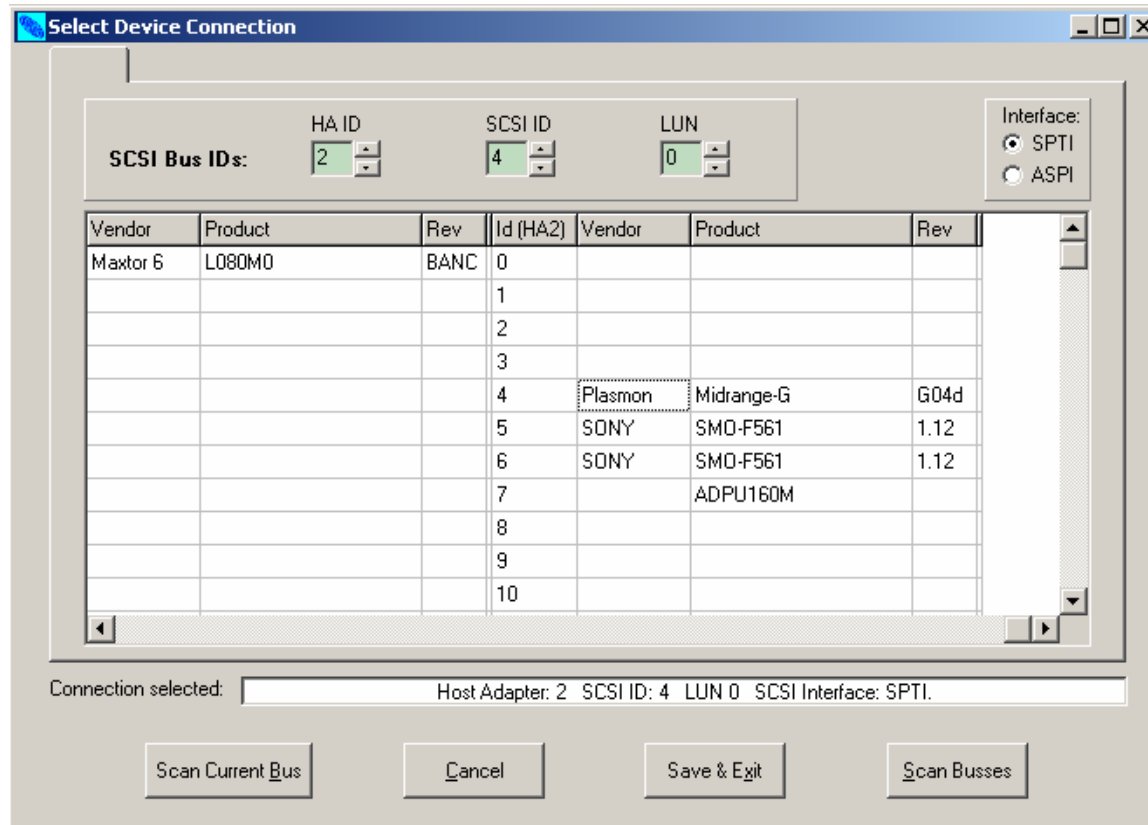 Select Device Connection
HA ID SCSI ID LUN
SCSI Bus IDs: 2 4 0
Interface:
SPTI
ASPI
Vendor Product Rev Id (HA2) Vendor Product Rev
Maxtor 6 L080M0 BANC 0
1
2
3
4 Plasmon Midrange-G G04d
5 SONY SMO-F561 1.12
6 SONY SMO-F561 1.12
7 ADPU160M
8
9
10
Connection selected: Host Adapter: 2 SCSI ID: 4 LUN 0 SCSI Interface: SPTI.
Scan Current Bus Cancel Save & Exit Scan Busses